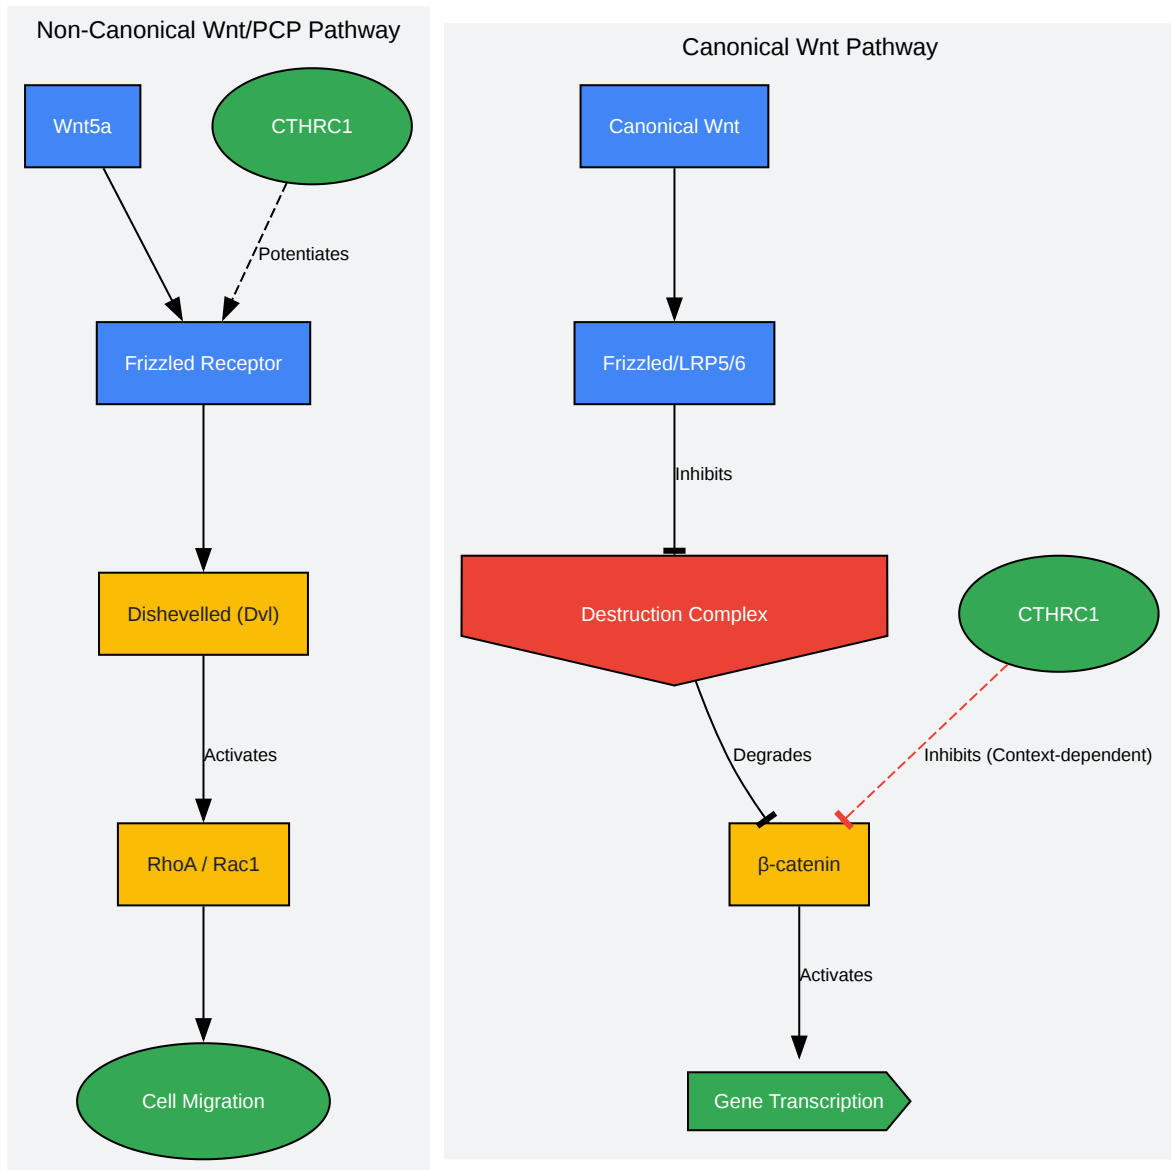 Non-Canonical Wnt/PCP Pathway
Wnt5a
CTHRC1
Potentiates
Frizzled Receptor
Dishevelled (Dvl)
Activates
RhoA / Rac1
Cell Migration
Canonical Wnt Pathway
Canonical Wnt
Frizzled/LRP5/6
Inhibits
Destruction Complex
CTHRC1
Degrades
Inhibits (Context-dependent)
β-catenin
Activates
Gene Transcription